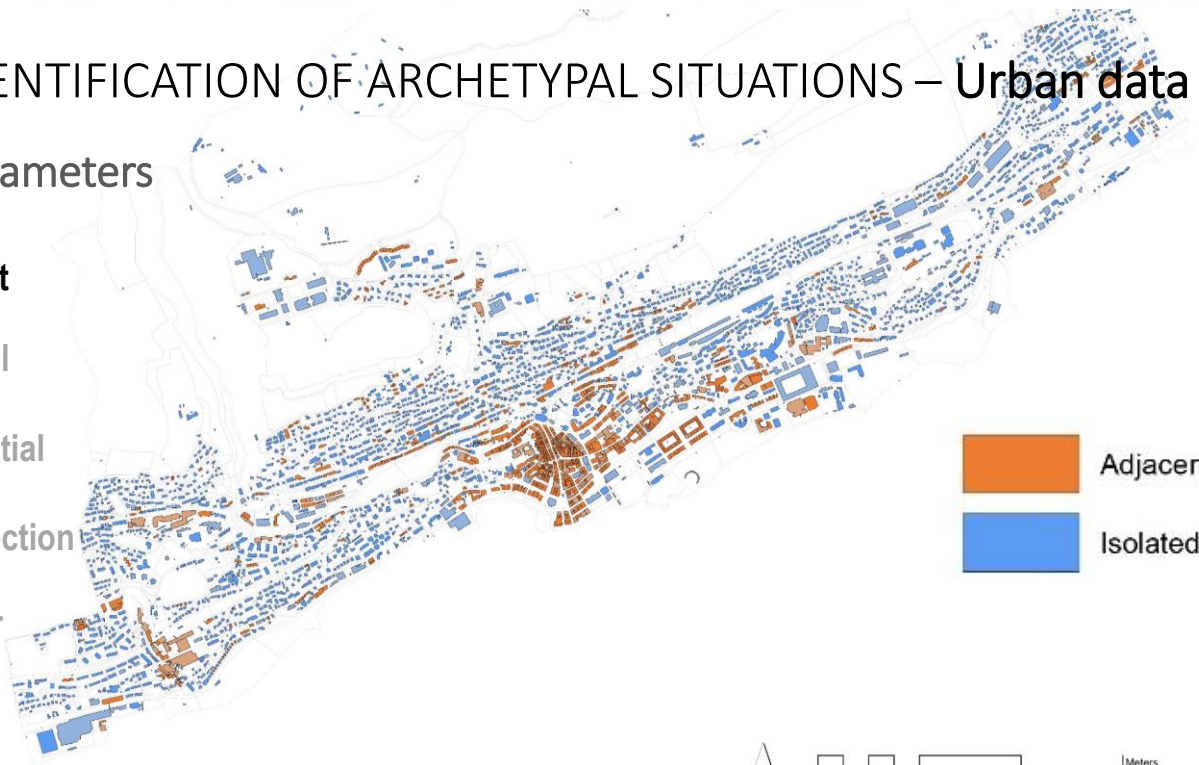 ENTIFICATION OF ARCHETYPAL SITUATIONS – Urban data
ameters
t
l
tial
ction
Adjacen
Isolated
Meters